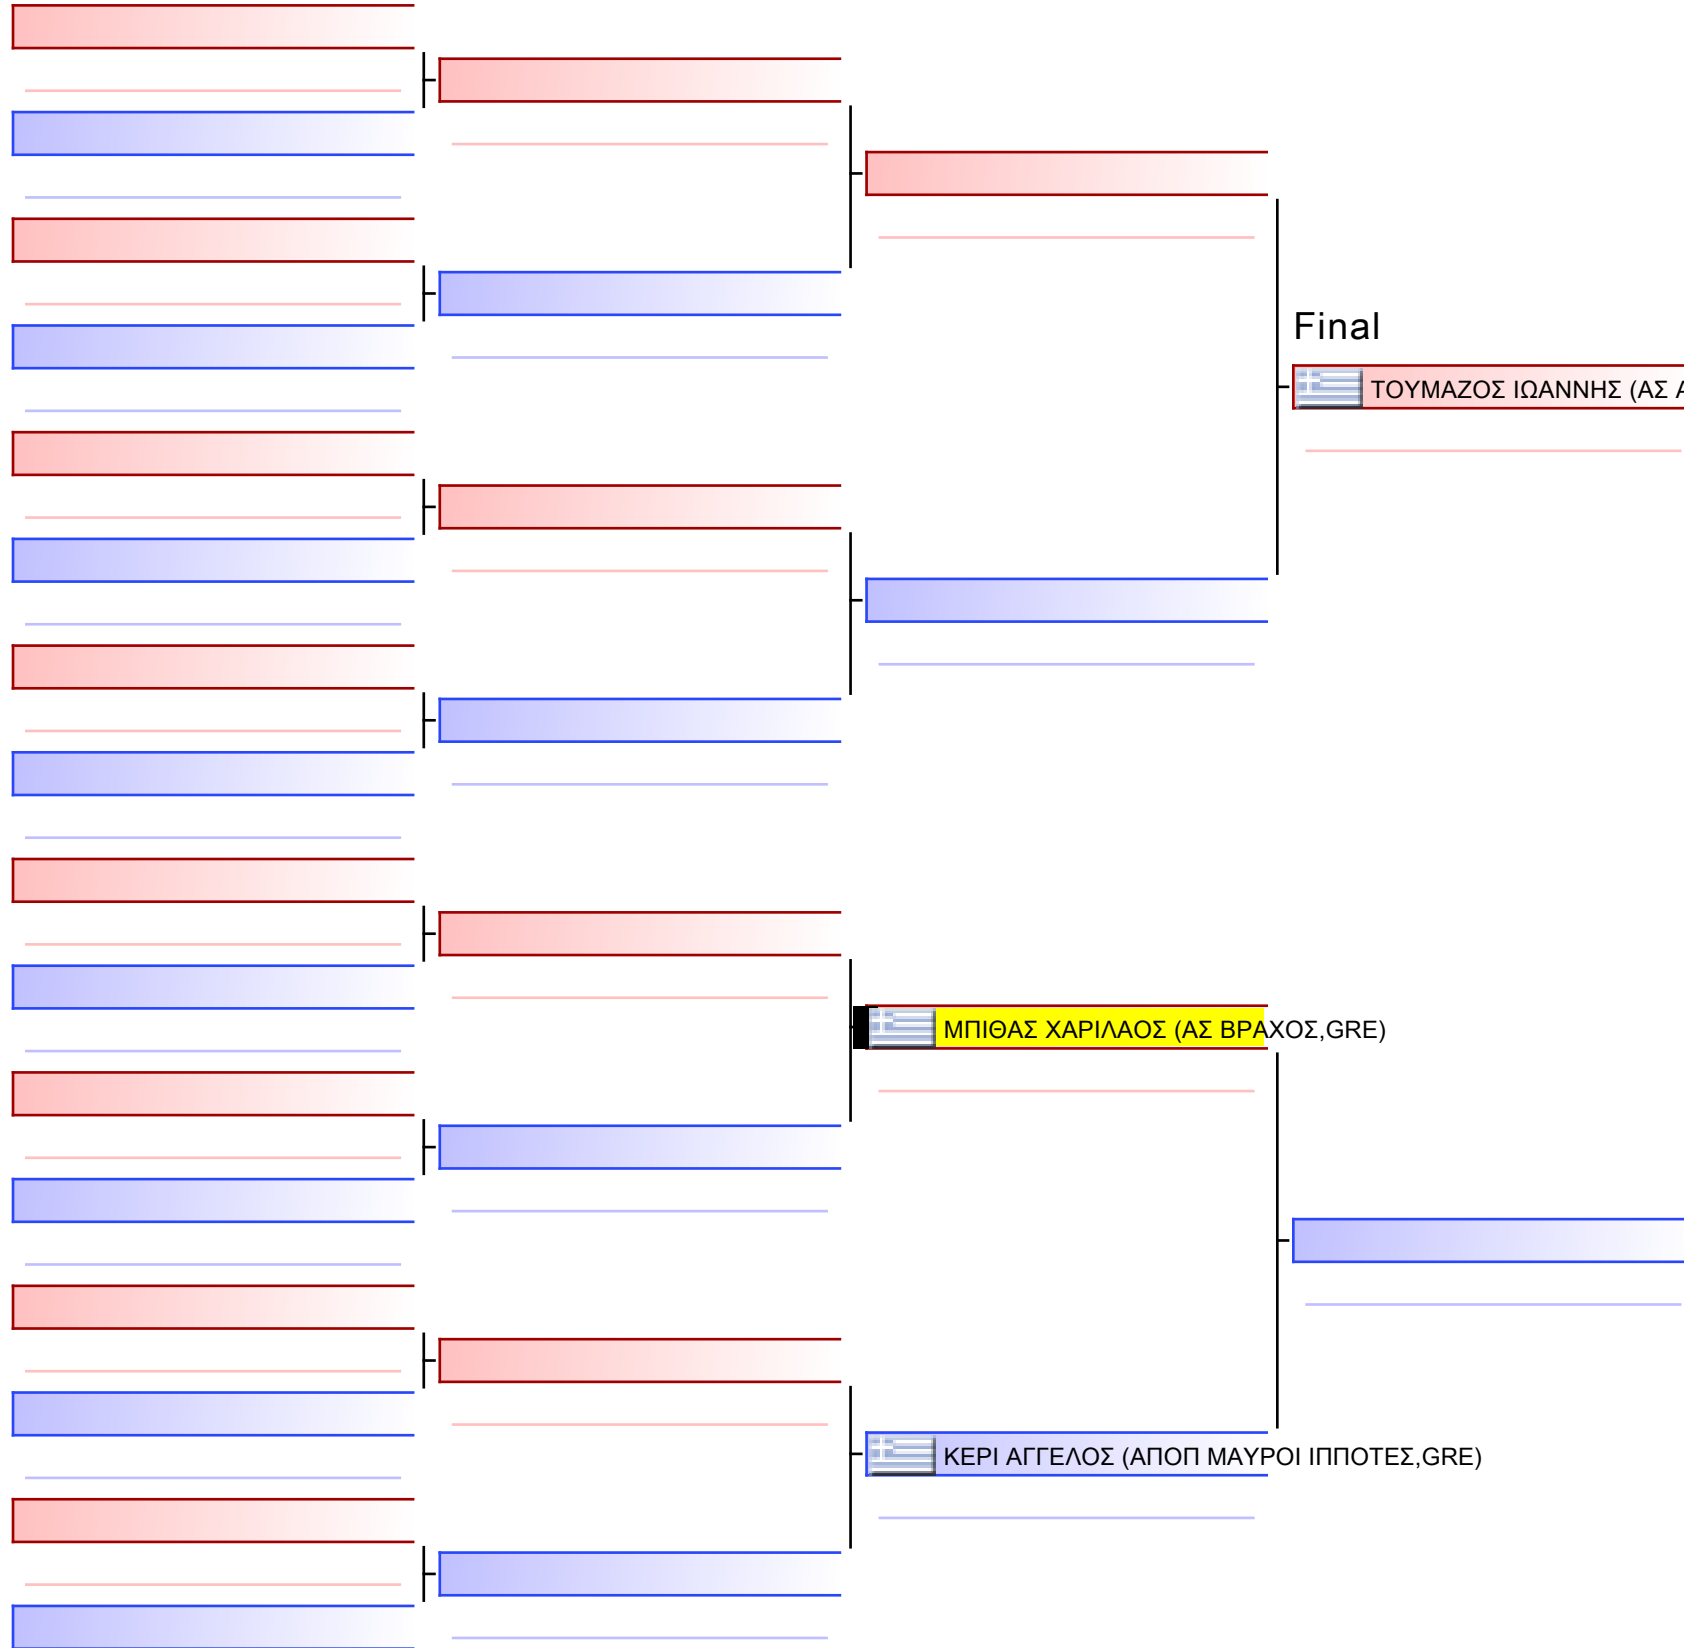 Final
ΤΟΥΜΑΖΟΣ ΙΩΑΝΝΗΣ (ΑΣ
ΜΠΙΘΑΣ ΧΑΡΙΛΑΟΣ (ΑΣ ΒΡΑΧΟΣ,GRE)
ΚΕΡΙ ΑΓΓΕΛΟΣ (ΑΠΟΠ ΜΑΥΡΟΙ ΙΠΠΟΤΕΣ,GRE)